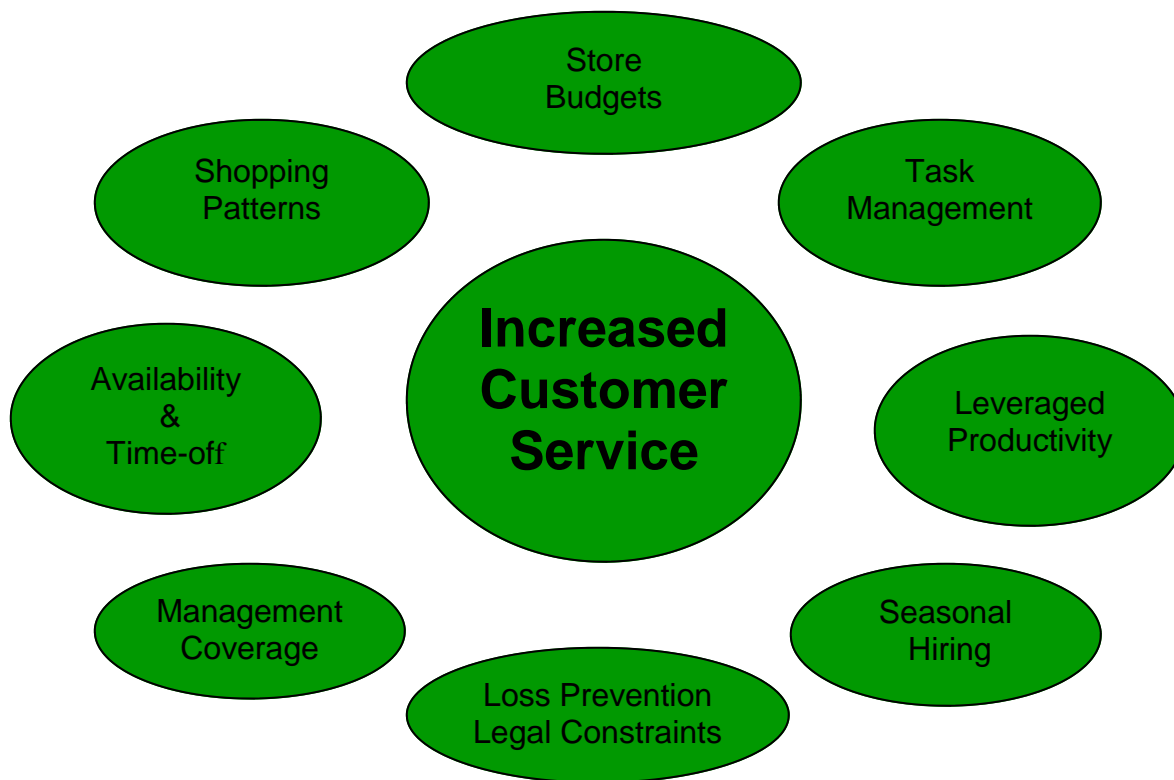 Store
Budgets
Shopping
Patterns
Task
Management
Increased
Customer
Service
Availability
&
Time-off
Leveraged
Productivity
Management
Coverage
Seasonal
Hiring
Loss Prevention
Legal Constraints